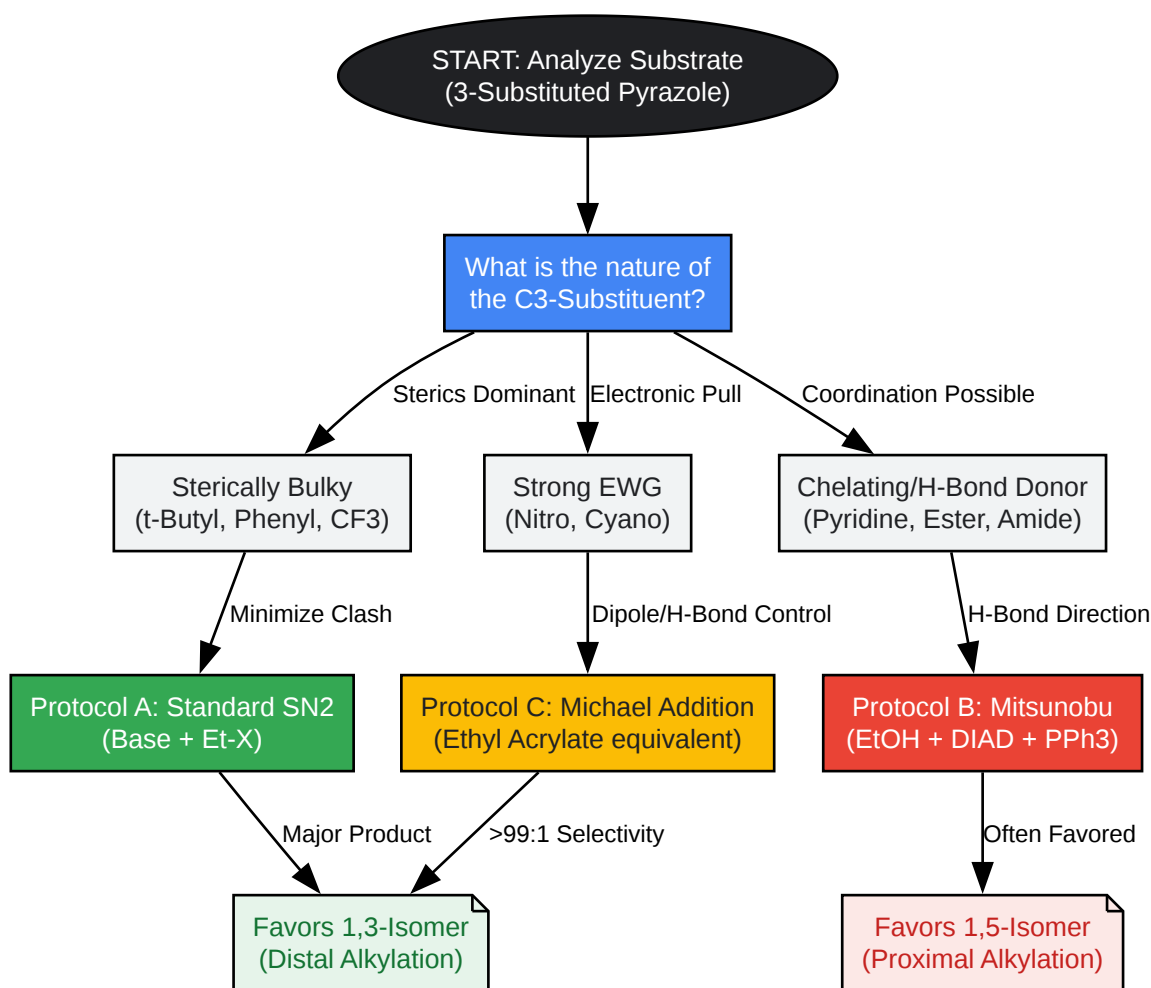 START: Analyze Substrate
(3-Substituted Pyrazole)
What is the nature of
the C3-Substituent?
Sterics Dominant
Electronic Pull
Coordination Possible
Sterically Bulky
(t-Butyl, Phenyl, CF3)
Strong EWG
(Nitro, Cyano)
Chelating/H-Bond Donor
(Pyridine, Ester, Amide)
Minimize Clash
Dipole/H-Bond Control
H-Bond Direction
Protocol A: Standard SN2
(Base + Et-X)
Protocol C: Michael Addition
(Ethyl Acrylate equivalent)
Protocol B: Mitsunobu
(EtOH + DIAD + PPh3)
Major Product
>99:1 Selectivity
Often Favored
Favors 1,3-Isomer
(Distal Alkylation)
Favors 1,5-Isomer
(Proximal Alkylation)